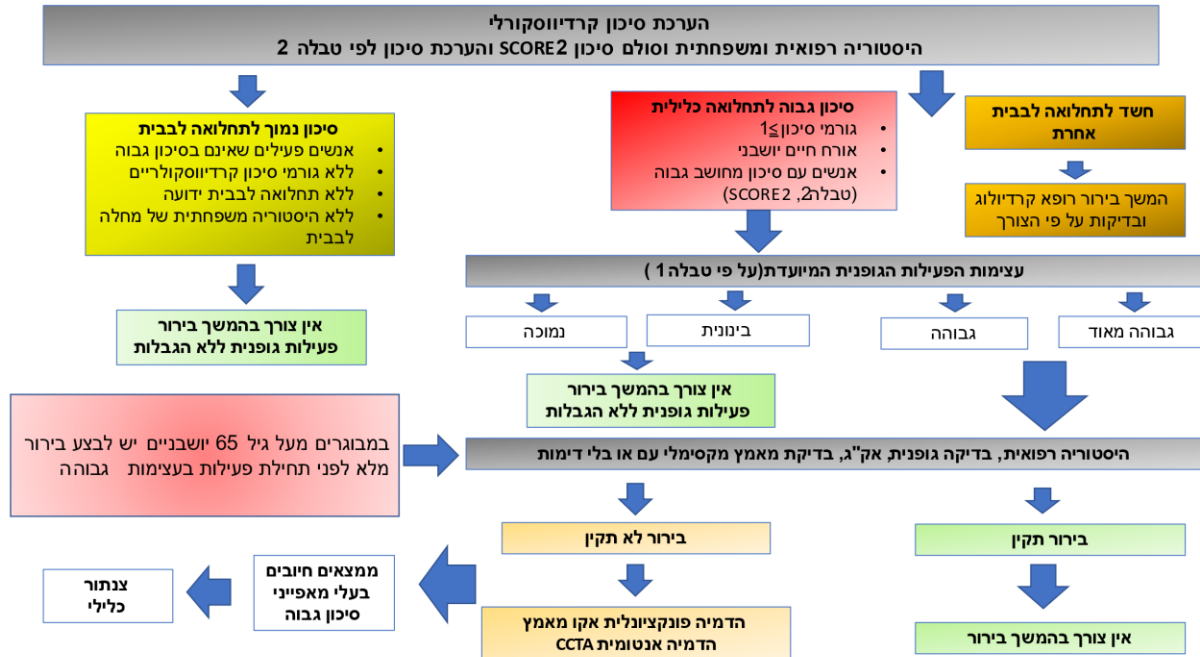 הערכת סיכון קרדיווסקורלי
היסטוריה רפואית ומשפחתית וסולם סיכון SCORE2 והערכת סיכון לפי טבלה 2
חשד לתחלואה לבבית
אחרת
המשך בירור רופא קרדיולוג
ובדיקות על פי הצורך
סיכון גבוה לתחלואה כלילית
• גורמי סיכון ≥1
• אורח חיים יושבני
• אנשים עם סיכון מחושב גבוה
(טבלה2, SCORE2)
סיכון נמוך לתחלואה לבבית
• אנשים פעילים שאינם בסיכון גבוה
• ללא גורמי סיכון קרדיווסקולריים
• ללא תחלואה לבבית ידועה
• ללא היסטוריה משפחתית של מחלה
לבבית
אין צורך בהמשך בירור
פעילות גופנית ללא הגבלות
עצימות הפעילות הגופנית המיועדת(על פי טבלה 1 )
גבוהה מאוד
גבוהה
בינונית
נמוכה
אין צורך בהמשך בירור
פעילות גופנית ללא הגבלות
במבוגרים מעל גיל 65 יושבניים יש לבצע בירור
מלא לפני תחילת פעילות בעצימות גבוהה
היסטוריה רפואית, בדיקה גופנית, אק"ג, בדיקת מאמץ מקסימלי עם או בלי דימות
בירור תקין
אין צורך בהמשך בירור
בירור לא תקין
הדמיה פונקציונלית אקו מאמץ
הדמיה אנטומית CCTA
ממצאים חיובים
בעלי מאפייני
סיכון גבוה
צנתור
כלילי